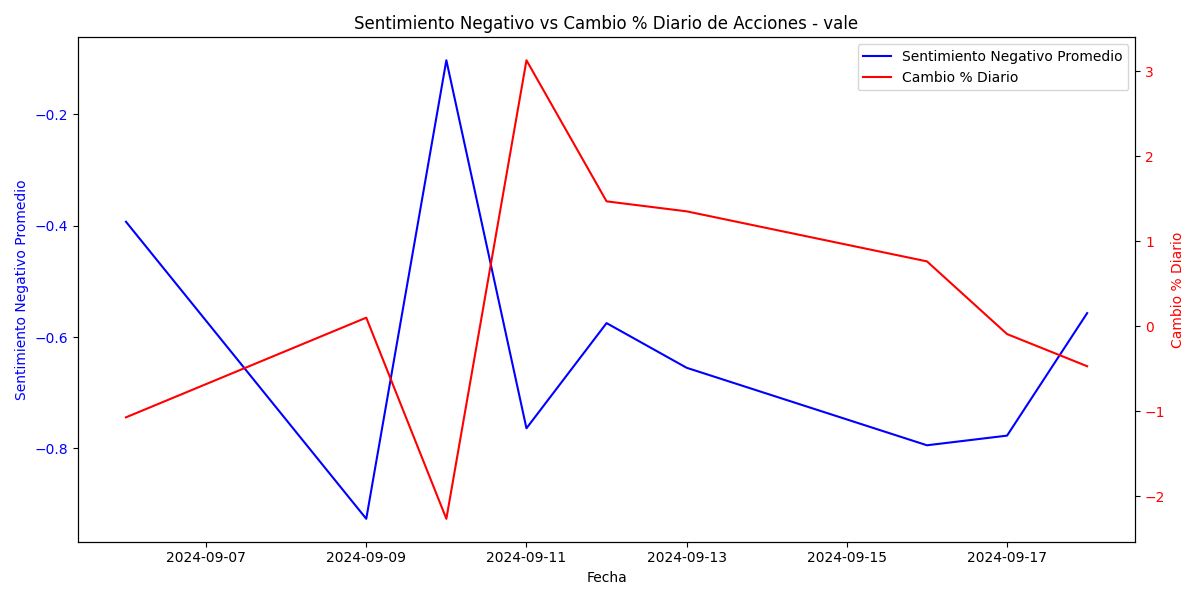 Sentimiento Negativo vs Cambio % Diario de Acciones - vale
Sentimiento Negativo Promedio
Cambio % Diario
−0.2
−0.4
−0.6
−0.8
Sentimiento Negativo Promedio
3
2
1
0
−1
−2
Cambio % Diario
2024-09-07
2024-09-09
2024-09-11
2024-09-13
2024-09-15
2024-09-17
Fecha